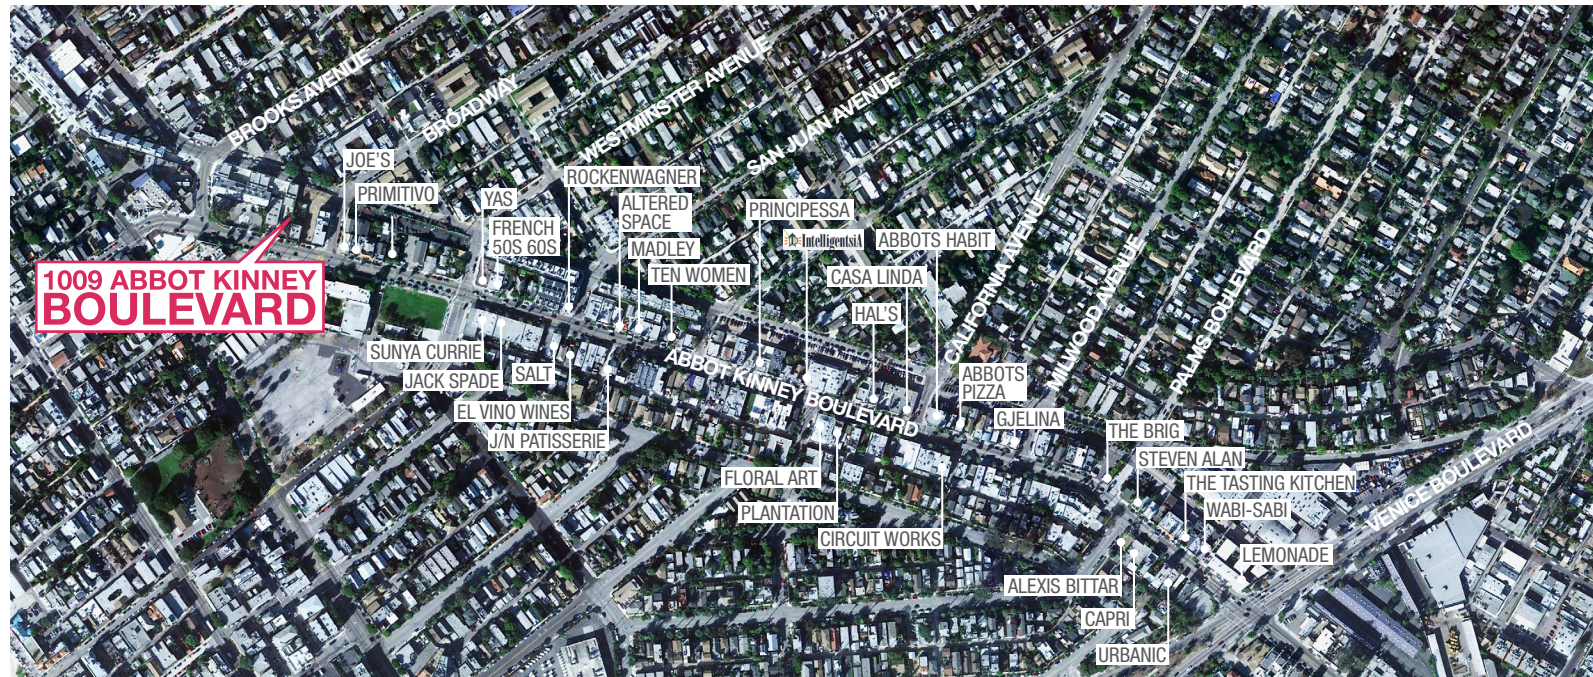 BROOKS AVENUE
BROADWAY
WESTMINSTER AVENUE
SAN JUAN AVENUE
JOE'S
PRIMITIVO
YAS
FRENCH
50S 60S
ROCKENWAGNER
ALTERED
SPACE
MADLEY
TEN WOMEN
PRINCIPESSA
IntelligentsiA
ABBOTS HABIT
CASA LINDA
HAL'S
CALIFORNIA AVENUE
MILWOOD AVENUE
PALMS BOULEVARD
1009 ABBOT KINNEY
BOULEVARD
SUNYA CURRIE
JACK SPADE
SALT
EL VINO WINES
J/N PATISSERIE
ABBOT KINNEY BOULEVARD
ABBOTS
PIZZA
GJELINA
THE BRIG
STEVEN ALAN
THE TASTING KITCHEN
WABI-SABI
LEMONADE
VENICE BOULEVARD
FLORAL ART
PLANTATION
CIRCUIT WORKS
ALEXIS BITTAR
CAPRI
URBANIC